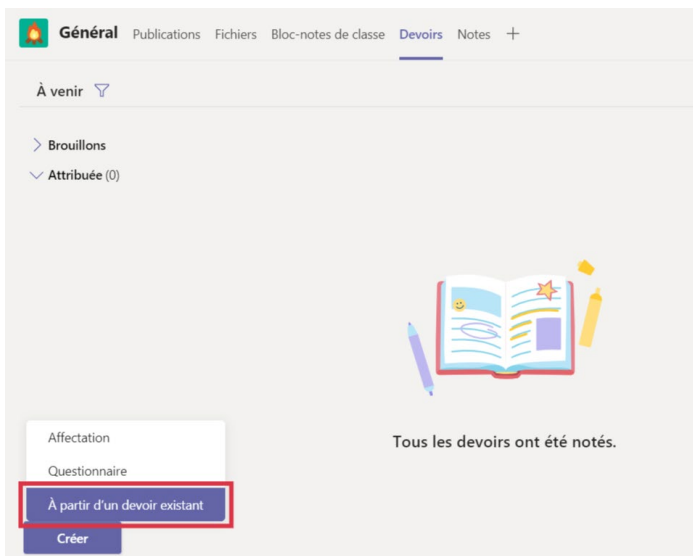 Général Publications Fichiers Bloc-notes de classe Devoirs Notes
À venir
Brouillons
Attribuée (0)
Tous les devoirs ont été notés.
Affectation
Questionnaire
À partir d'un devoir existant
Créer